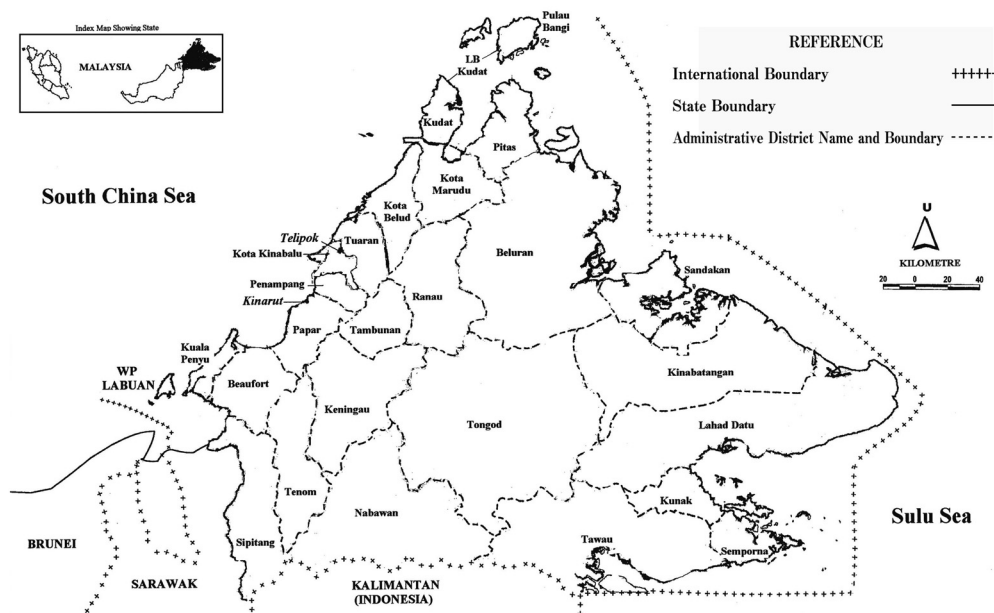 Index Map Showing State
MALAYSIA
Pulau
Bangi
LB
Kudat
REFERENCE
International Boundary
State Boundary
Administrative District Name and Boundary
Kudat
Pitas
South China Sea
Kota
Marudu
Kota
Belud
Telipok
Tuaran
Kota Kinabalu
Beluran
U
KILOMETRE
20 0 20 40
Sandakan
Penampang
Kinarut
Ranau
Papar
Tambunan
Kuala
Penyu
WP
LABUAN
Beaufort
Kinabatangan
Keningau
Tongod
Lahad Datu
Tenom
Nabawan
Kunak
Sulu Sea
BRUNEI
Sipitang
Tawau
Semporna
SARAWAK
KALIMANTAN
(INDONESIA)